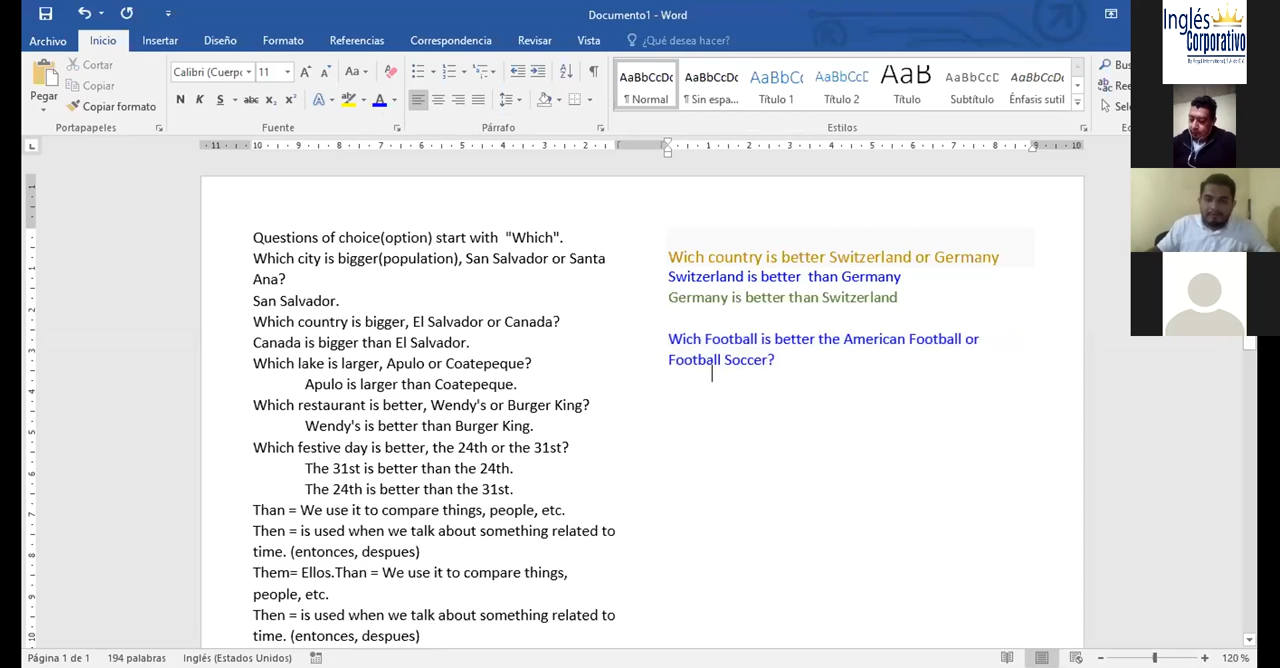 Documento1 - Word
Archivo Inicio Insertar Diseño Formato Referencias Correspondencia Revisar Vista ¿Qué desea hacer?
Pegar
Cortar
Copiar
Copiar formato
Portapapeles
Calibri (Cuerpo 11
Fuente
Párrafo
AaBbCcDc AaBbCcDc AaBbCc AaBbCcC AaB AaBbCcD AaBbCcDc
¶ Normal ¶ Sin espa... Título 1 Título 2 Título Subtítulo Énfasis sutil
Estilos
Inglés
Corporativo
Questions of choice(option) start with "Which".
Which city is bigger(population), San Salvador or Santa
Ana?
San Salvador.
Which country is bigger, El Salvador or Canada?
Canada is bigger than El Salvador.
Which lake is larger, Apulo or Coatepeque?
Apulo is larger than Coatepeque.
Which restaurant is better, Wendy's or Burger King?
Wendy's is better than Burger King.
Which festive day is better, the 24th or the 31st?
The 31st is better than the 24th.
The 24th is better than the 31st.
Than = We use it to compare things, people, etc.
Then = is used when we talk about something related to
time. (entonces, despues)
Them= Ellos.Than = We use it to compare things,
people, etc.
Then = is used when we talk about something related to
time. (entonces, despues)
Wich country is better Switzerland or Germany
Switzerland is better than Germany
Germany is better than Switzerland
Wich Football is better the American Football or
Football Soccer?
Página 1 de 1 194 palabras Inglés (Estados Unidos) 120 %